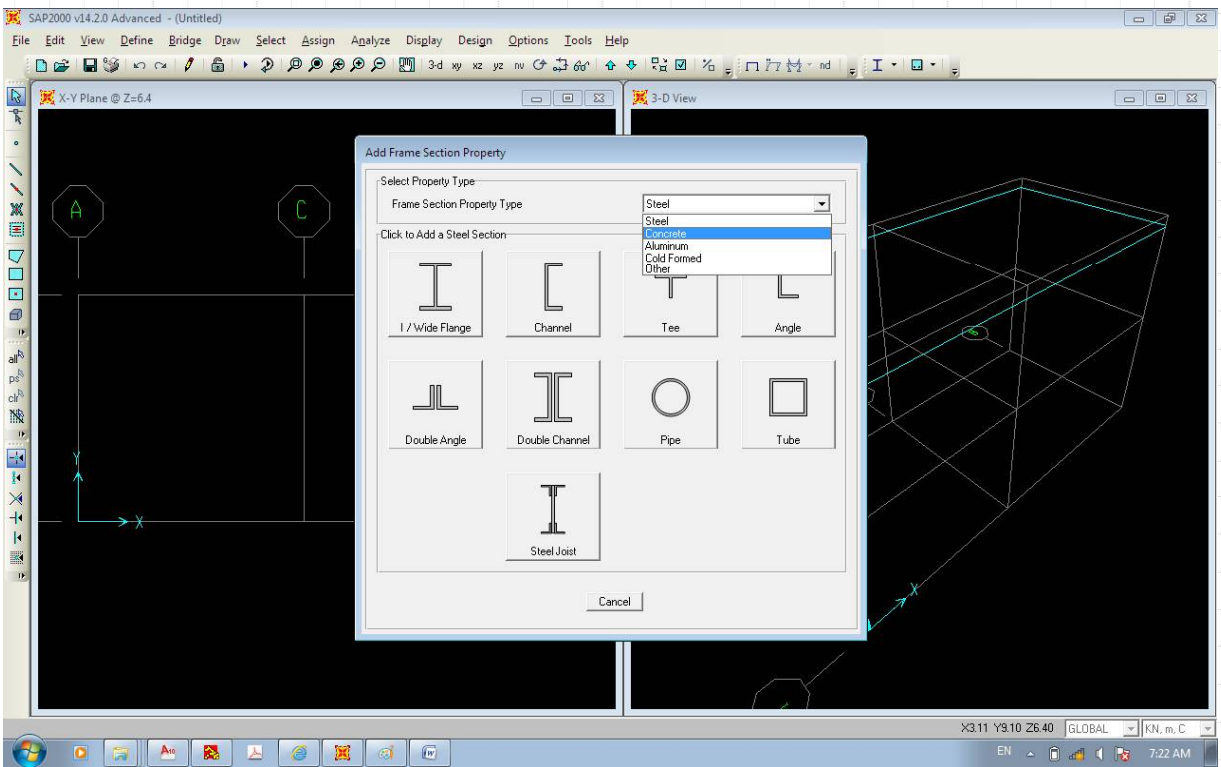 SAP2000 v14.2.0 Advanced - (Untitled)
File Edit View Define Bridge Draw Select Assign Analyze Display Design Options Tools Help
3-d xy xz yz nv nd
X-Y Plane @ Z=6.4
3-D View
Add Frame Section Property
Select Property Type
Frame Section Property Type
Steel
Steel
Concrete
Aluminum
Cold Formed
Other
Click to Add a Steel Section
I / Wide Flange
Channel
Tee
Angle
Double Angle
Double Channel
Pipe
Tube
Steel Joist
Cancel
A
C
Y
X
X
all
ps
clr
X3.11 Y9.10 Z6.40
GLOBAL
KN, m, C
EN
7:22 AM